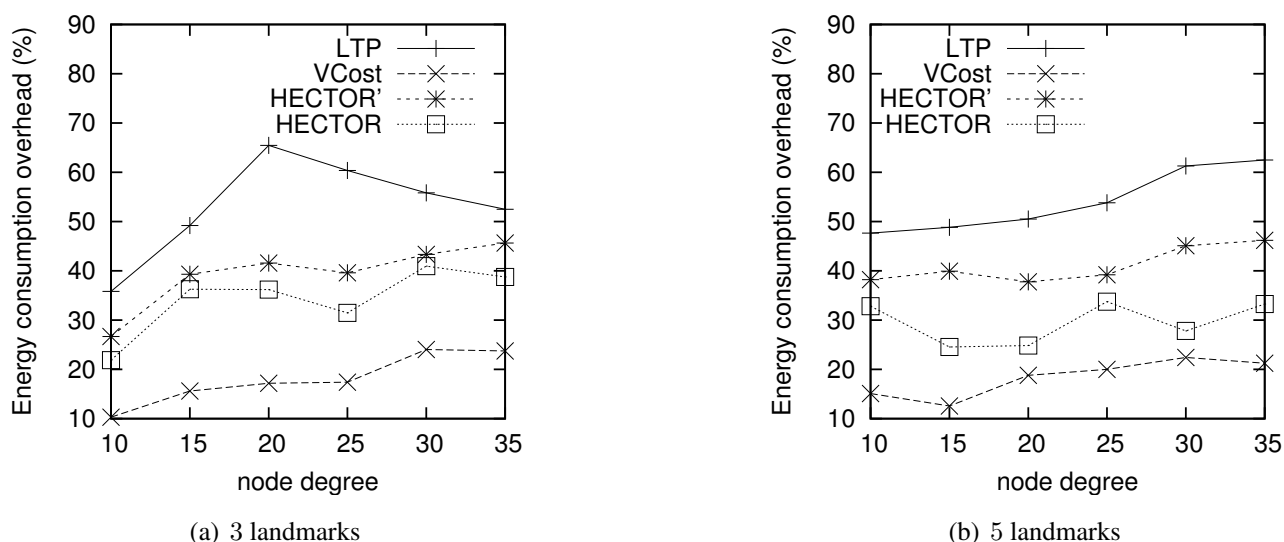 Energy consumption overhead (%)
90
80
70
60
50
40
30
20
10
LTP
VCost
HECTOR’
HECTOR
10 15 20 25 30 35
node degree
(a) 3 landmarks
Energy consumption overhead (%)
90
80
70
60
50
40
30
20
10
LTP
VCost
HECTOR’
HECTOR
10 15 20 25 30 35
node degree
(b) 5 landmarks